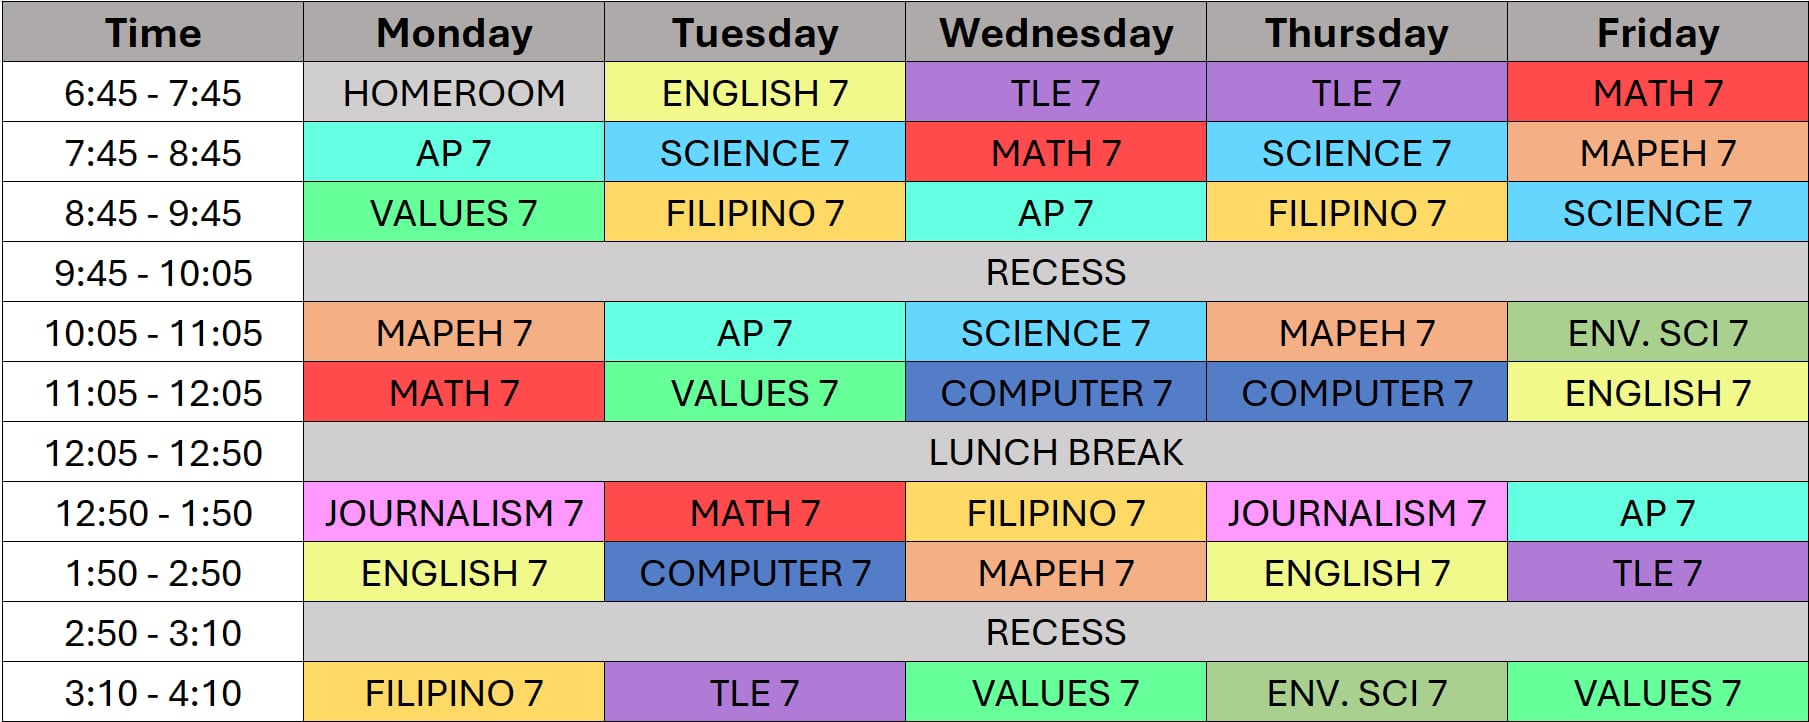 Time Monday Tuesday Wednesday Thursday Friday
6:45 - 7:45 HOMEROOM ENGLISH 7 TLE 7 TLE 7 MATH 7
7:45 - 8:45 AP 7 SCIENCE 7 MATH 7 SCIENCE 7 MAPEH 7
8:45 - 9:45 VALUES 7 FILIPINO 7 AP 7 FILIPINO 7 SCIENCE 7
9:45 - 10:05 RECESS
10:05 - 11:05 MAPEH 7 AP 7 SCIENCE 7 MAPEH 7 ENV. SCI 7
11:05 - 12:05 MATH 7 VALUES 7 COMPUTER 7 COMPUTER 7 ENGLISH 7
12:05 - 12:50 LUNCH BREAK
12:50 - 1:50 JOURNALISM 7 MATH 7 FILIPINO 7 JOURNALISM 7 AP 7
1:50 - 2:50 ENGLISH 7 COMPUTER 7 MAPEH 7 ENGLISH 7 TLE 7
2:50 - 3:10 RECESS
3:10 - 4:10 FILIPINO 7 TLE 7 VALUES 7 ENV. SCI 7 VALUES 7